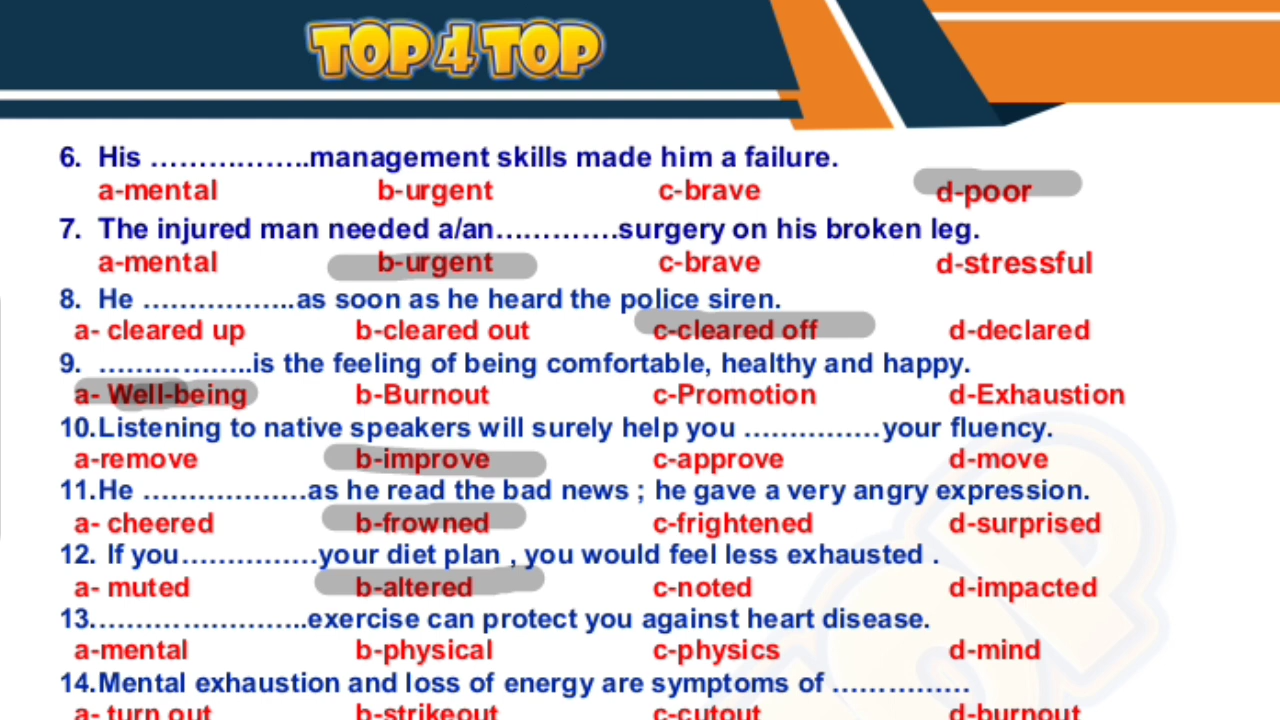 TOP 4 TOP
6. His ……………..management skills made him a failure.
a-mental b-urgent c-brave d-poor
7. The injured man needed a/an………….surgery on his broken leg.
a-mental b-urgent c-brave d-stressful
8. He ……………..as soon as he heard the police siren.
a- cleared up b-cleared out c-cleared off d-declared
9. ……………..is the feeling of being comfortable, healthy and happy.
a- Well-being b-Burnout c-Promotion d-Exhaustion
10.Listening to native speakers will surely help you ……………your fluency.
a-remove b-improve c-approve d-move
11.He ………………as he read the bad news ; he gave a very angry expression.
a- cheered b-frowned c-frightened d-surprised
12. If you……………your diet plan , you would feel less exhausted .
a- muted b-altered c-noted d-impacted
13.…………………..exercise can protect you against heart disease.
a-mental b-physical c-physics d-mind
14.Mental exhaustion and loss of energy are symptoms of ……………
a- turn out b-strikeout c-cutout d-burnout